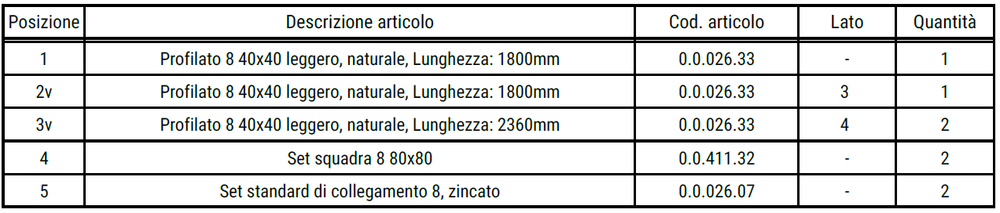 Posizione Descrizione articolo Cod. articolo Lato Quantità
1 Profilato 8 40x40 leggero, naturale, Lunghezza: 1800mm 0.0.026.33 - 1
2v Profilato 8 40x40 leggero, naturale, Lunghezza: 1800mm 0.0.026.33 3 1
3v Profilato 8 40x40 leggero, naturale, Lunghezza: 2360mm 0.0.026.33 4 2
4 Set squadra 8 80x80 0.0.411.32 - 2
5 Set standard di collegamento 8, zincato 0.0.026.07 - 2